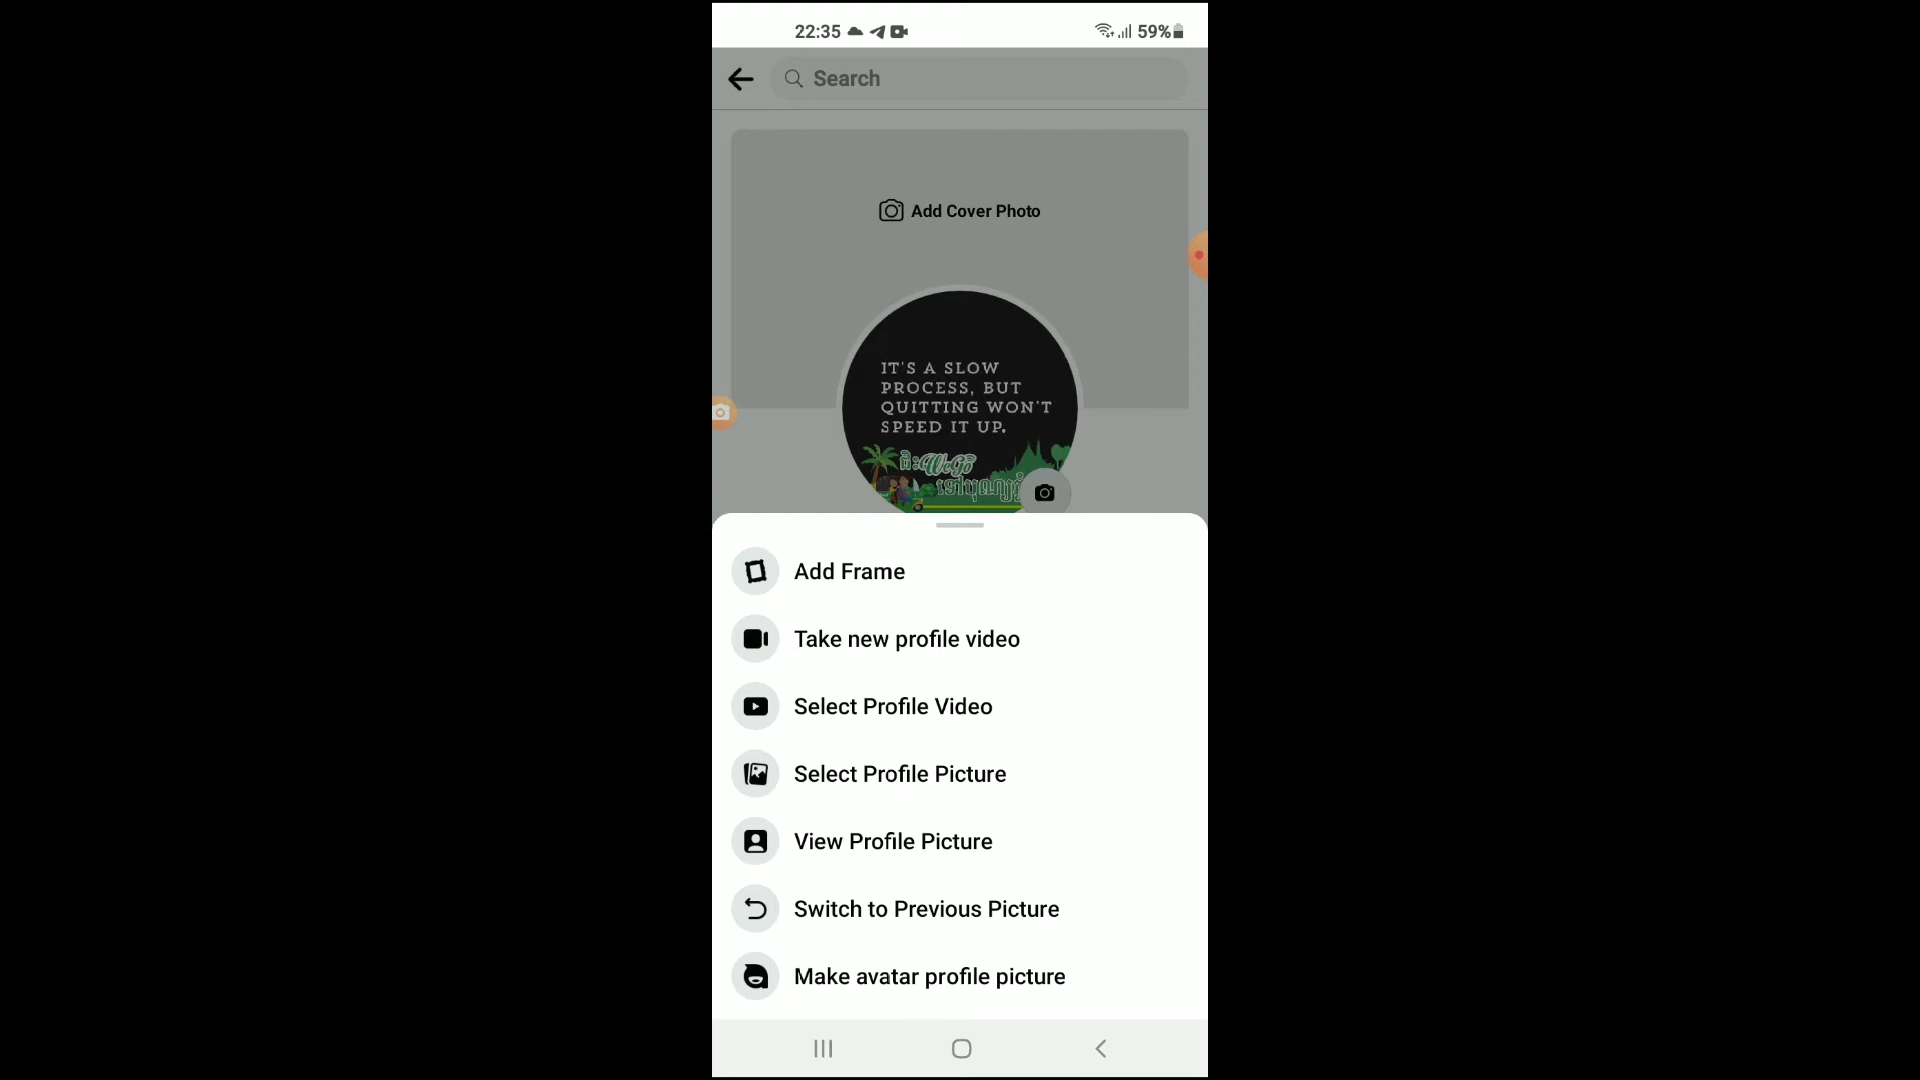 22:35
59%
Search
Add Cover Photo
IT'S A SLOW
PROCESS, BUT
QUITTING WON'T
SPEED IT UP.
WeGo
Add Frame
Take new profile video
Select Profile Video
Select Profile Picture
View Profile Picture
Switch to Previous Picture
Make avatar profile picture